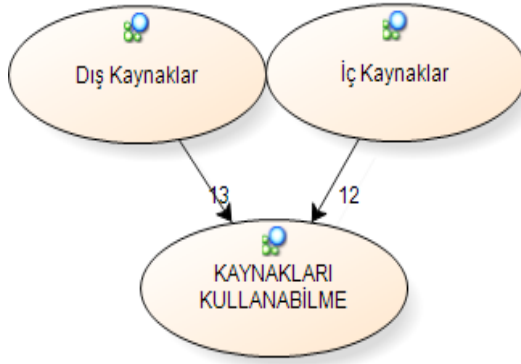 Dış Kaynaklar
İç Kaynaklar
13
12
KAYNAKLARI
KULLANABİLME